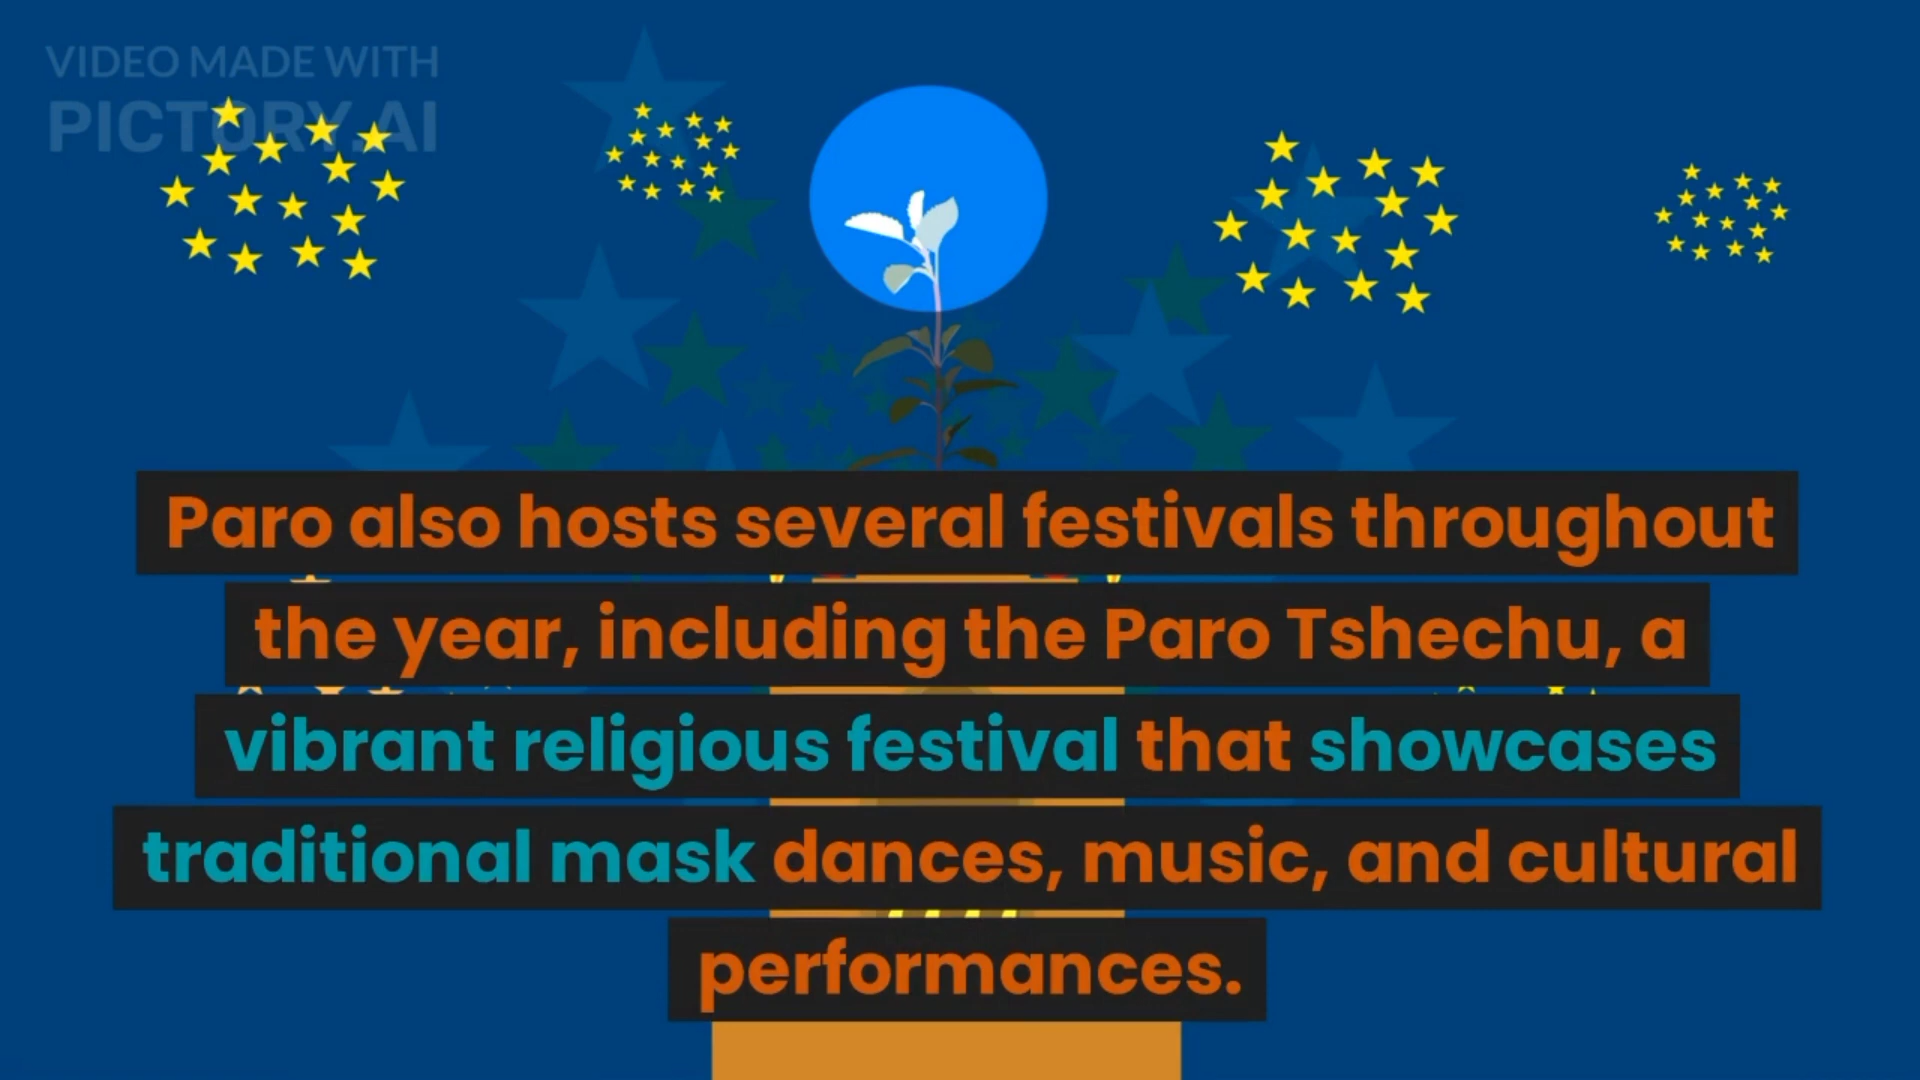 VIDEO MADE WITH
PICTORY.AI
Paro also hosts several festivals throughout
the year, including the Paro Tshechu, a
vibrant religious festival that showcases
traditional mask dances, music, and cultural
performances.